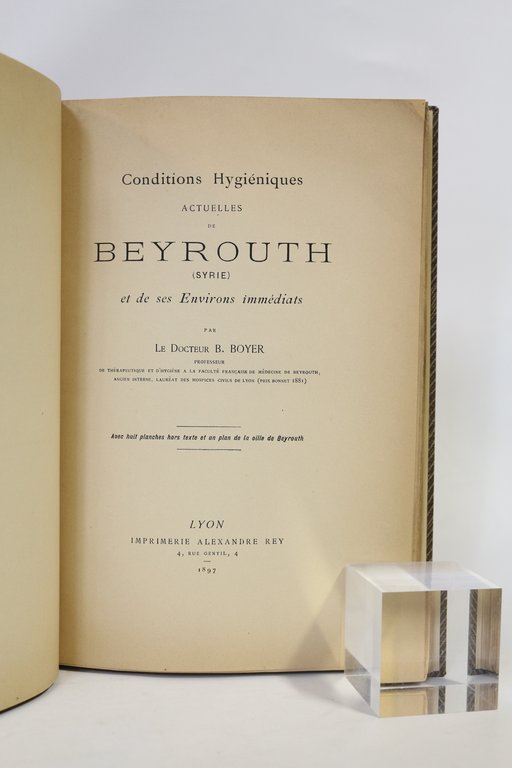 Conditions Hygiéniques
ACTUELLES
DE
BEYROUTH
(SYRIE)
et de ses Environs immédiats
PAR
LE DOCTEUR B. BOYER
PROFESSEUR
DE THÉRAPEUTIQUE ET D'HYGIÈNE A LA FACULTÉ FRANÇAISE DE MÉDECINE DE BEYROUTH,
ANCIEN INTERNE, LAURÉAT DES HOSPICES CIVILS DE LYON (PRIX BONNET 1881)
Avec huit planches hors texte et un plan de la ville de Beyrouth
LYON
IMPRIMERIE ALEXANDRE REY
4, RUE GENTIL, 4
1897